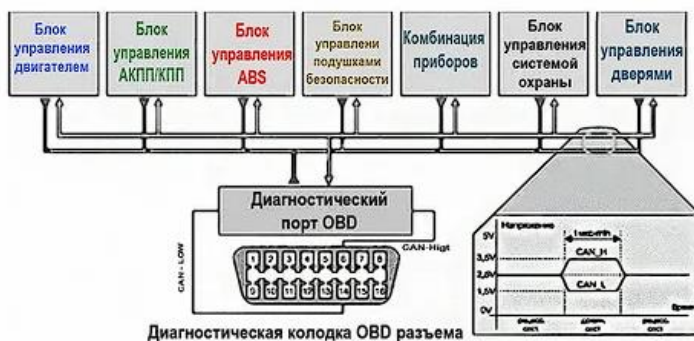 Блок
управления
двигателем
Блок
управления
АКПП/КПП
Блок
управления
ABS
Блок
управлени
подушками
безопасности
Комбинация
приборов
Блок
управления
системой
охраны
Блок
управления
дверями
Диагностический
порт OBD
CAN - LOW
CAN-Higt
1 2 3 4 5 6 7 8
9 10 11 12 13 14 15 16
Диагностическая колодка OBD разъема
Напряжение
5V
3,5V
1,5V
0V
CAN_H
CAN_L